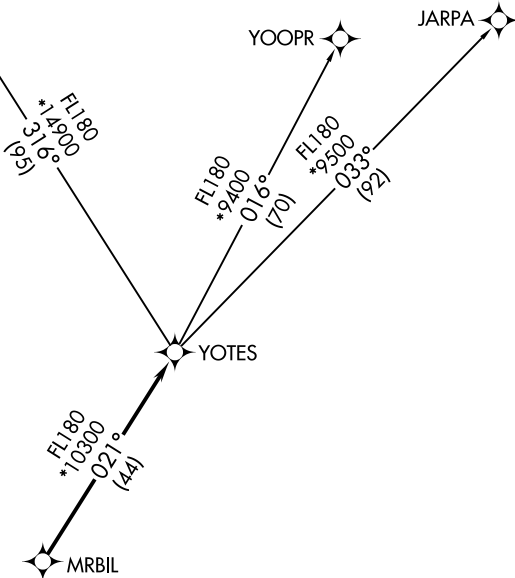 JARPA
YOOPR
FL180
*14900
316°
(95)
FL180
*9400
016°
(70)
FL180
*9500
033°
(92)
YOTES
FL180
*10300
021°
(44)
MRBIL